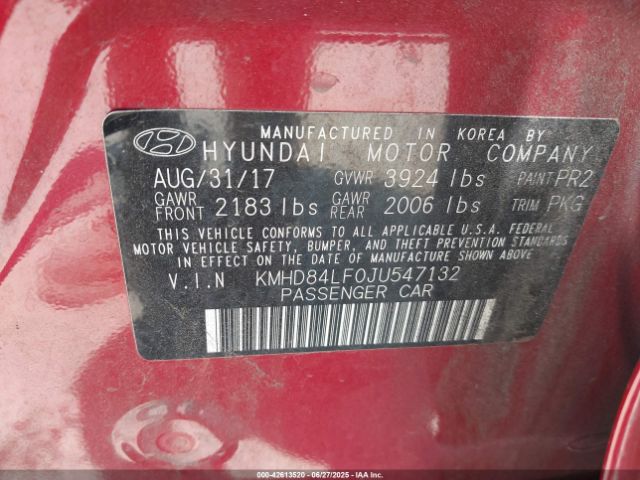 MANUFACTURED IN KOREA BY
HYUNDAI MOTOR COMPANY
AUG/31/17 GVWR 3924 lbs PAINT PR2
GAWR FRONT 2183 lbs GAWR REAR 2006 lbs TRIM PKG
THIS VEHICLE CONFORMS TO ALL APPLICABLE U.S.A. FEDERAL
MOTOR VEHICLE SAFETY, BUMPER, AND THEFT PREVENTION STANDARDS
IN EFFECT ON THE DATE OF MANUFACTURE SHOWN ABOVE.
V.I.N KMHD84LF0JU547132
PASSENGER CAR
000-42613520 06/27/2025 - AMERICAS